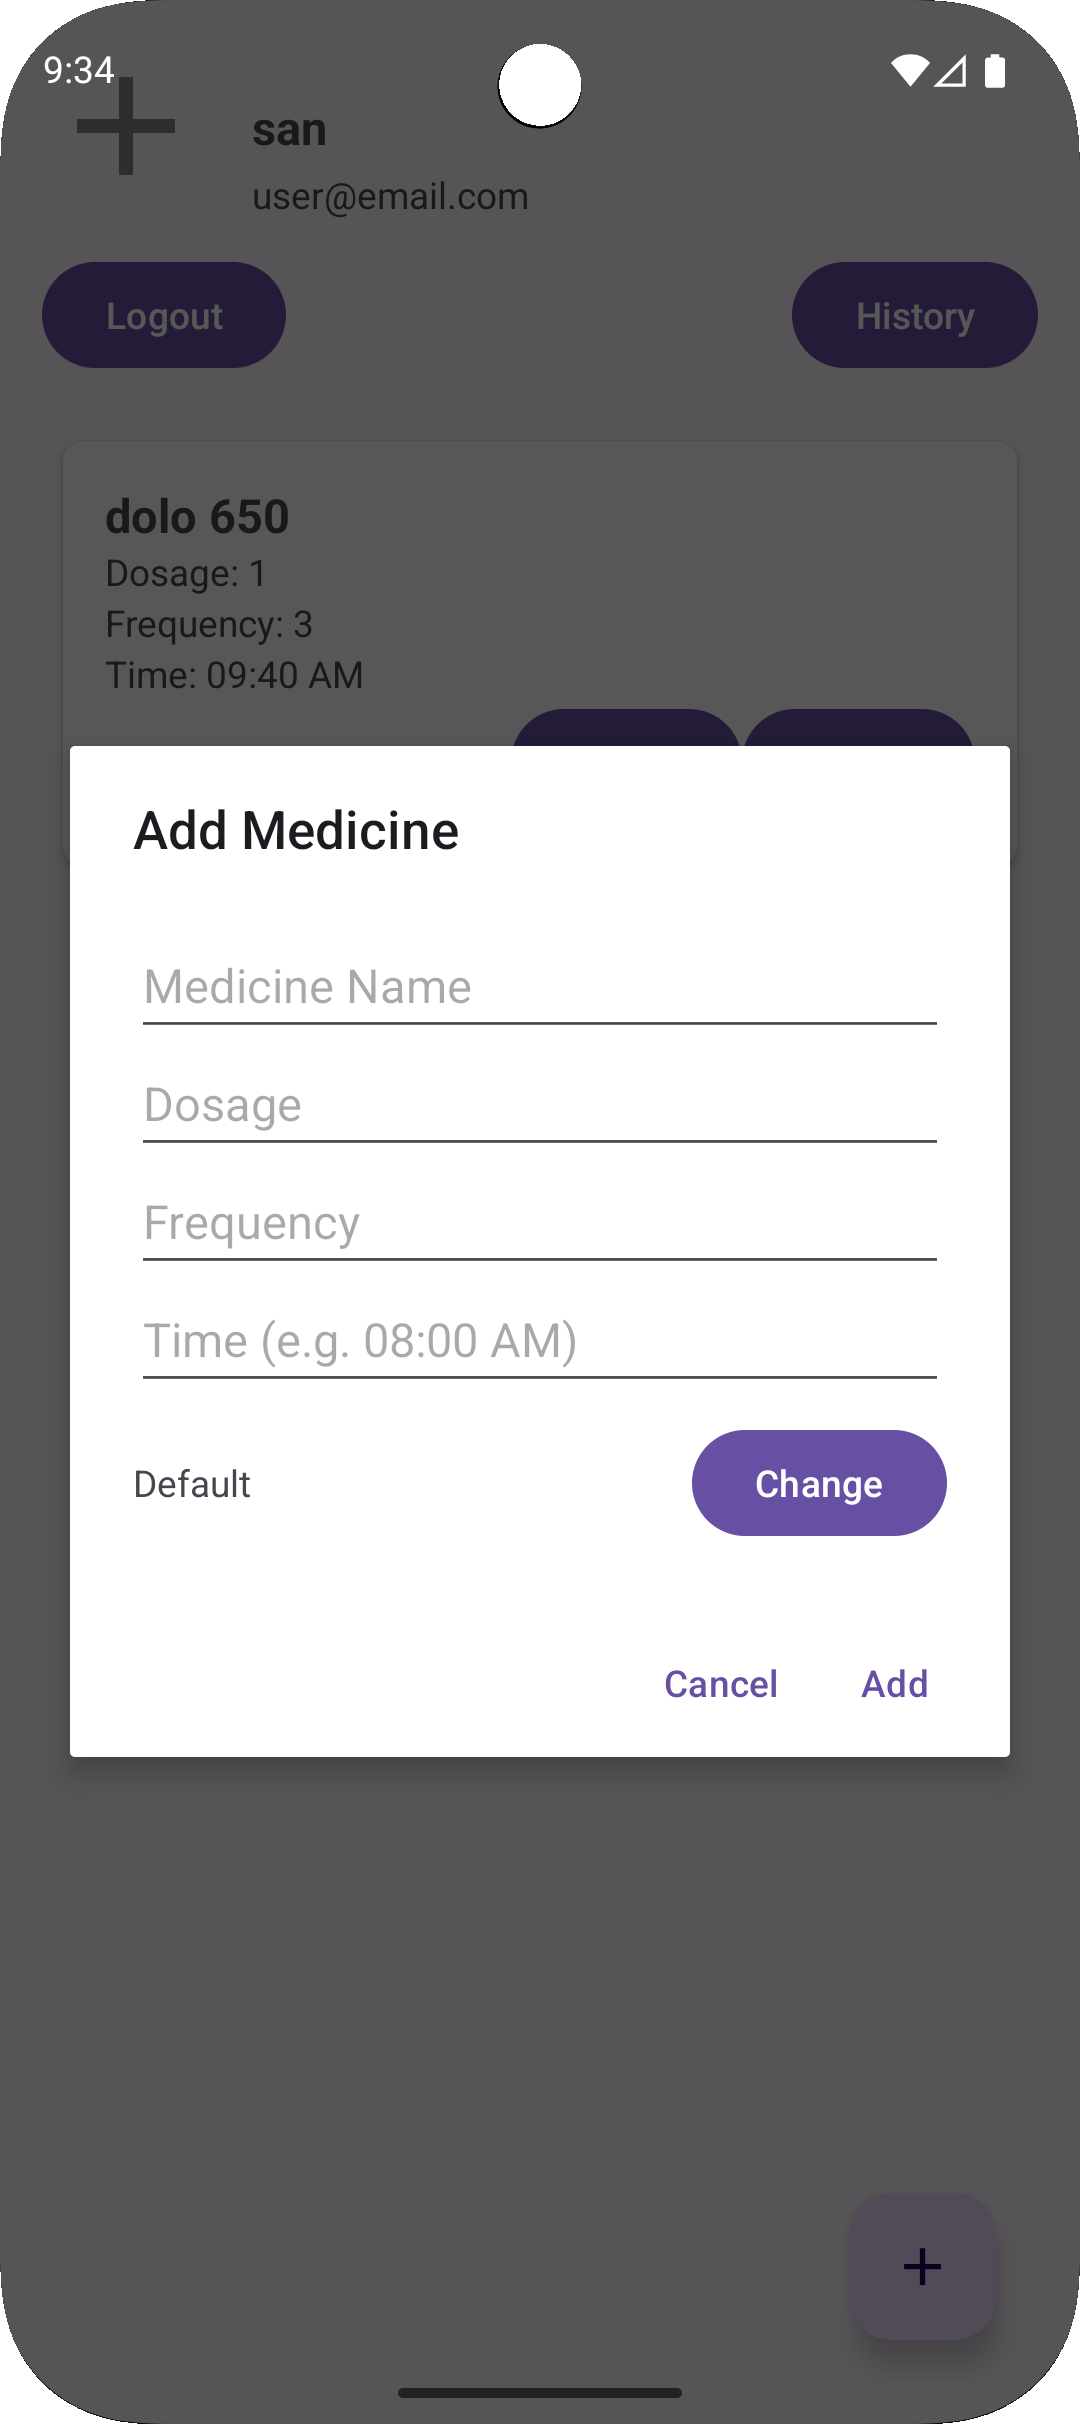 9:34
san
user@email.com
Logout
History
dolo 650
Dosage: 1
Frequency: 3
Time: 09:40 AM
Add Medicine
Medicine Name
Dosage
Frequency
Time (e.g. 08:00 AM)
Default
Change
Cancel
Add